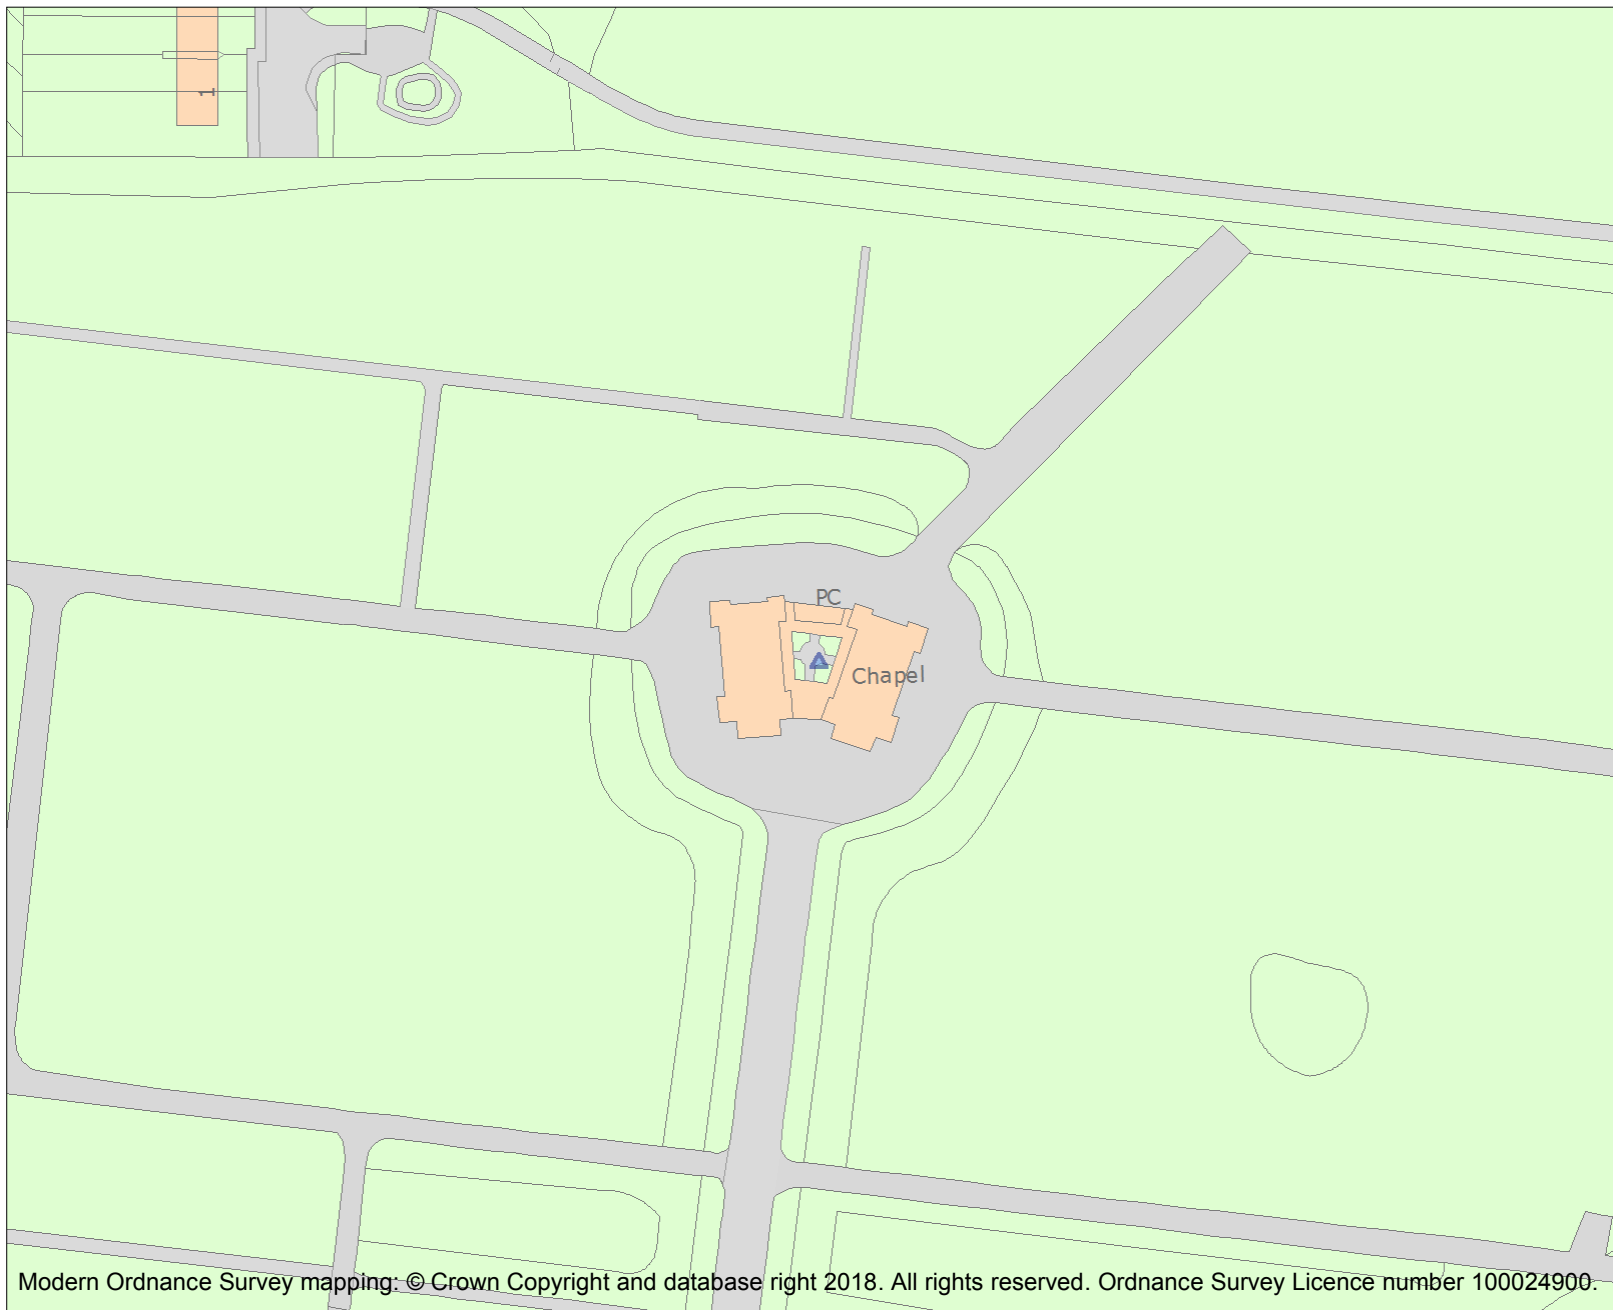 1
PC
Chapel
Modern Ordnance Survey mapping: © Crown Copyright and database right 2018. All rights reserved. Ordnance Survey Licence number 100024900.